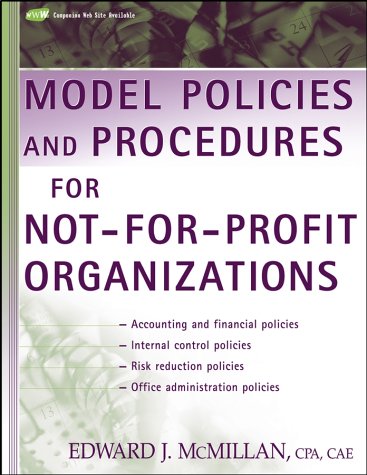 www Companion Web Site Available
MODEL POLICIES
AND PROCEDURES
FOR
NOT-FOR-PROFIT
ORGANIZATIONS
– Accounting and financial policies
– Internal control policies
– Risk reduction policies
– Office administration policies
EDWARD J. McMILLAN, CPA, CAE